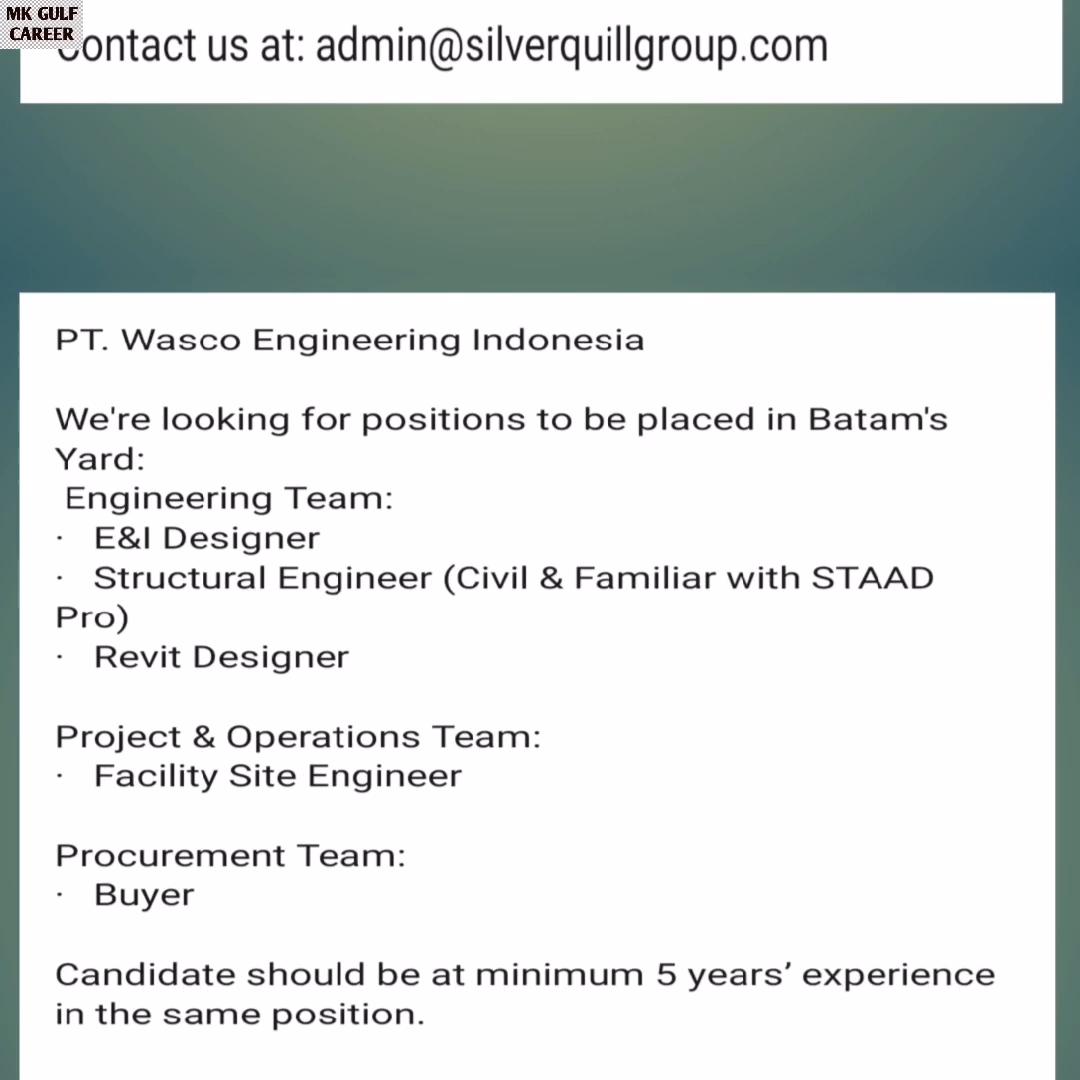 MK GULF
CAREER
Contact us at: admin@silverquillgroup.com
PT. Wasco Engineering Indonesia
We're looking for positions to be placed in Batam's
Yard:
Engineering Team:
· E&I Designer
· Structural Engineer (Civil & Familiar with STAAD
Pro)
· Revit Designer
Project & Operations Team:
· Facility Site Engineer
Procurement Team:
· Buyer
Candidate should be at minimum 5 years’ experience
in the same position.